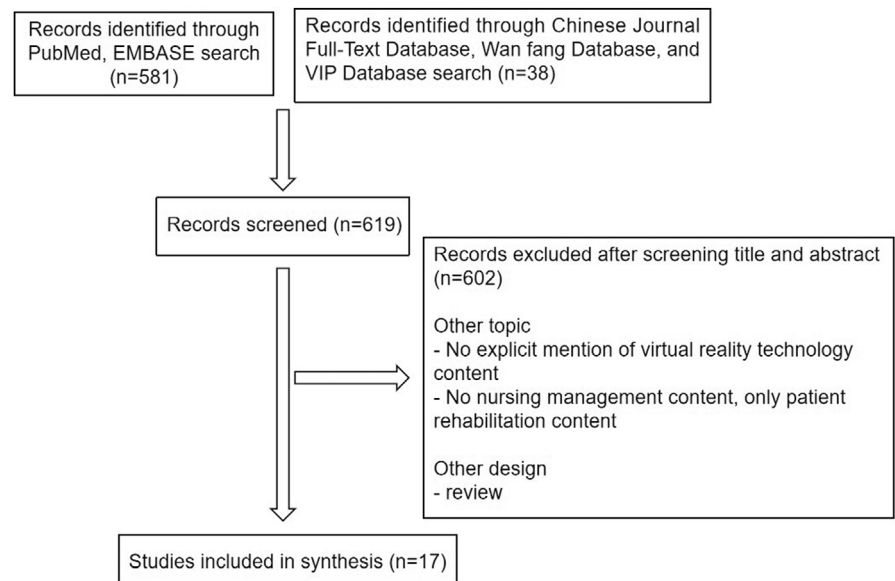 Records identified through
PubMed, EMBASE search
(n=581)
Records identified through Chinese Journal
Full-Text Database, Wan fang Database, and
VIP Database search (n=38)
Records screened (n=619)
Records excluded after screening title and abstract
(n=602)
Other topic
- No explicit mention of virtual reality technology
content
- No nursing management content, only patient
rehabilitation content
Other design
- review
Studies included in synthesis (n=17)